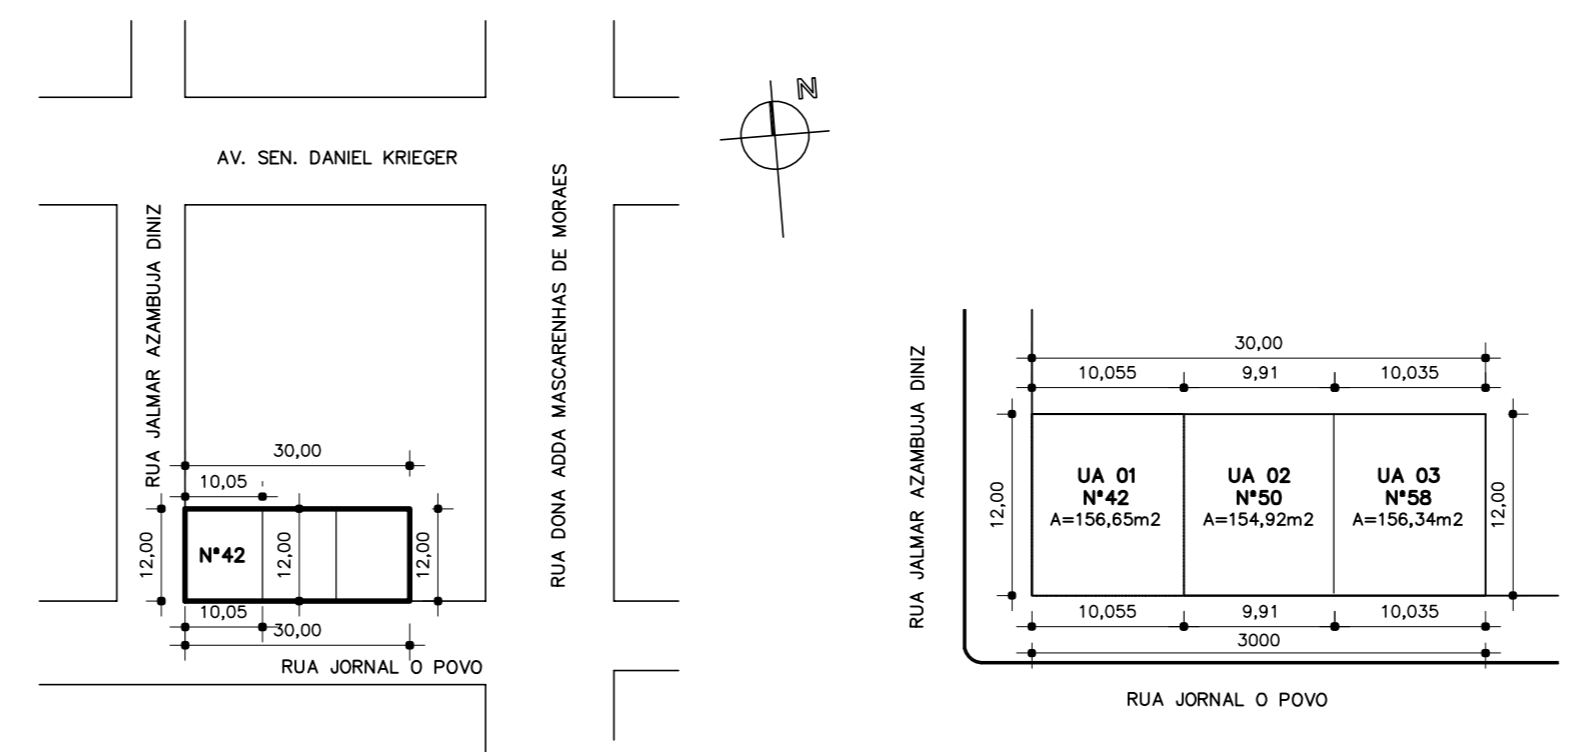 N
AV. SEN. DANIEL KRIEGER
RUA JALMAR AZAMBUJA DINIZ
RUA DONA ADDA MASCARENHAS DE MORAES
30,00
10,05
12,00
N°42
12,00
12,00
10,05
30,00
RUA JORNAL O POVO
RUA JALMAR AZAMBUJA DINIZ
30,00
10,055
9,91
10,035
12,00
UA 01
N°42
A=156,65m2
UA 02
N°50
A=154,92m2
UA 03
N°58
A=156,34m2
12,00
10,055
9,91
10,035
3000
RUA JORNAL O POVO